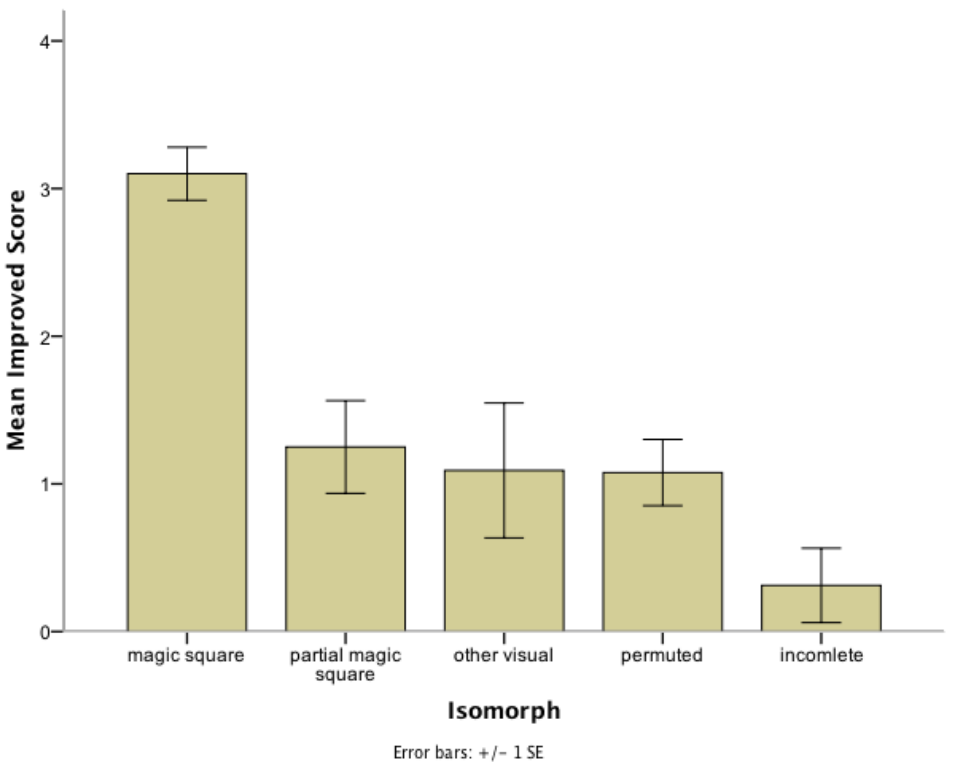 Mean Improved Score
4
3
2
1
0
magic square
partial magic
square
other visual
permuted
incomlete
Isomorph
Error bars: +/- 1 SE